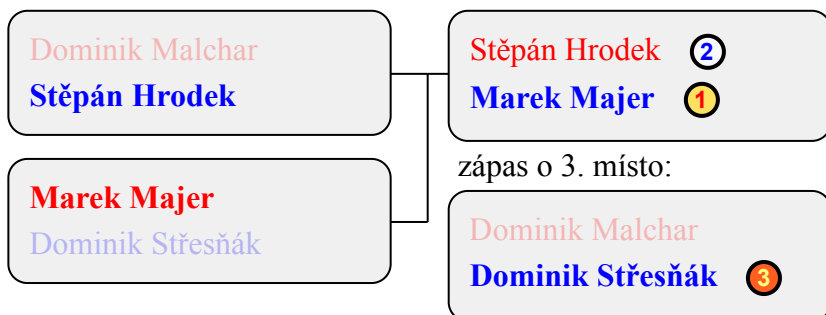 Dominik Malchar
Stěpán Hrodek
Marek Majer
Dominik Střesňák
Stěpán Hrodek 2
Marek Majer 1
zápas o 3. místo:
Dominik Malchar
Dominik Střesňák 3